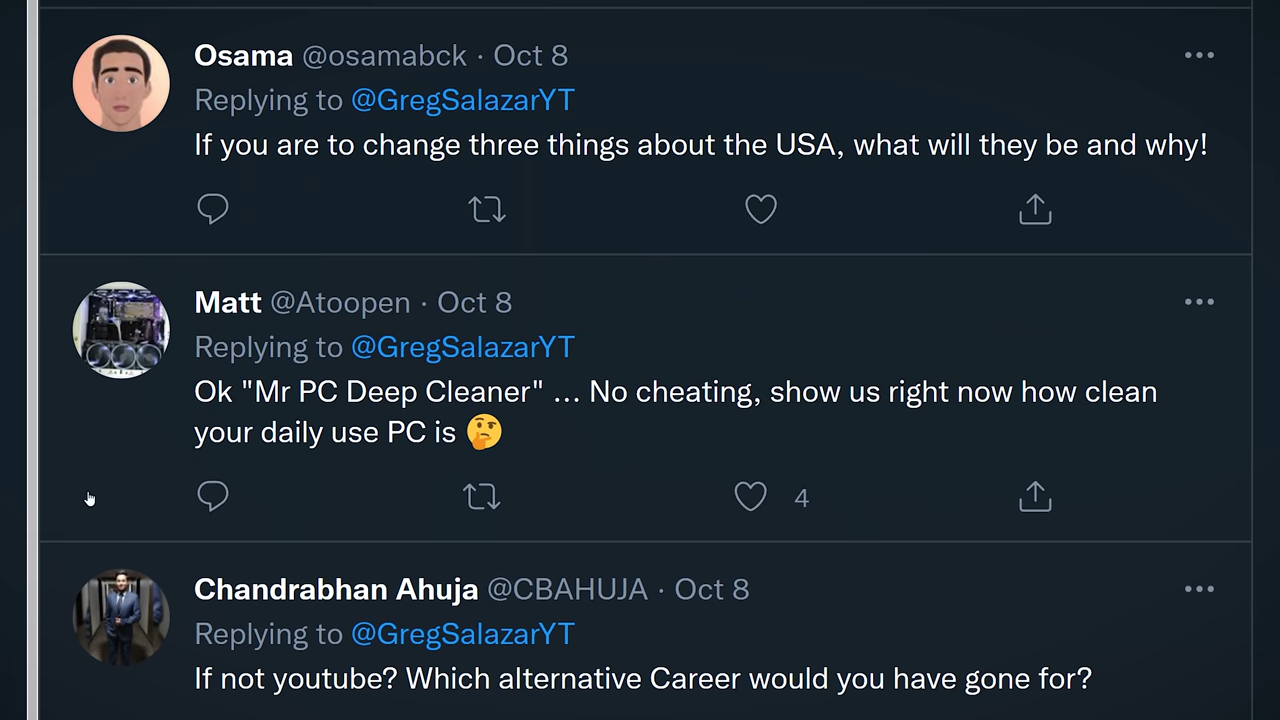 Osama @osamabck · Oct 8
Replying to @GregSalazarYT
If you are to change three things about the USA, what will they be and why!
Matt @Atoopen · Oct 8
Replying to @GregSalazarYT
Ok "Mr PC Deep Cleaner" ... No cheating, show us right now how clean
your daily use PC is 🤔
4
Chandrabhan Ahuja @CBAHUJA · Oct 8
Replying to @GregSalazarYT
If not youtube? Which alternative Career would you have gone for?